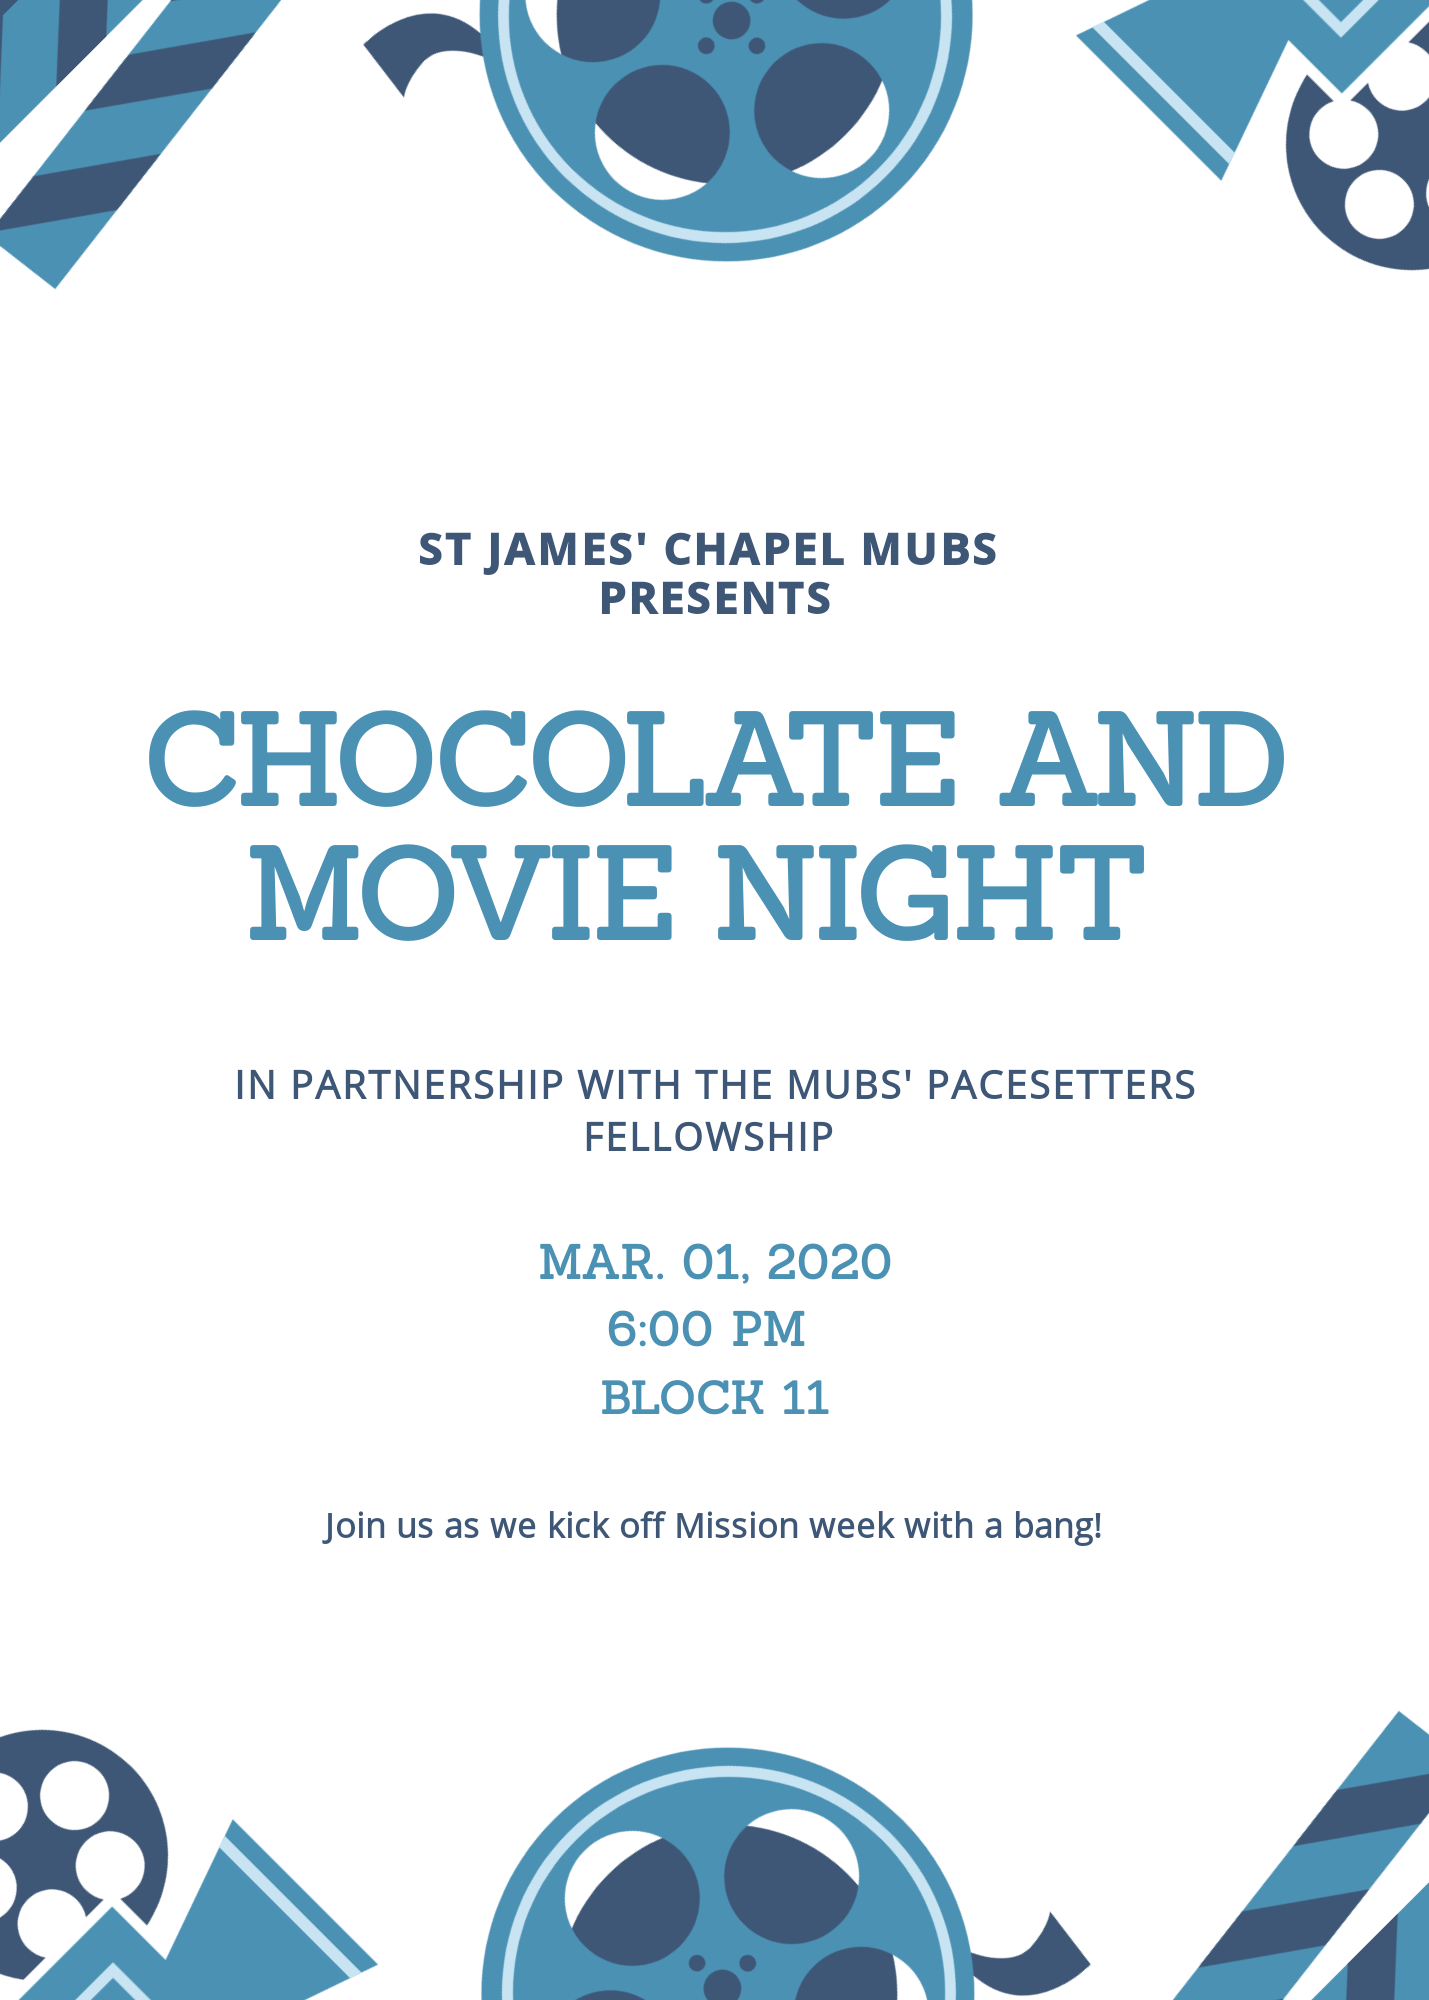 ST JAMES' CHAPEL MUBS
PRESENTS
CHOCOLATE AND
MOVIE NIGHT
IN PARTNERSHIP WITH THE MUBS' PACESETTERS
FELLOWSHIP
MAR. 01, 2020
6:00 PM
BLOCK 11
Join us as we kick off Mission week with a bang!